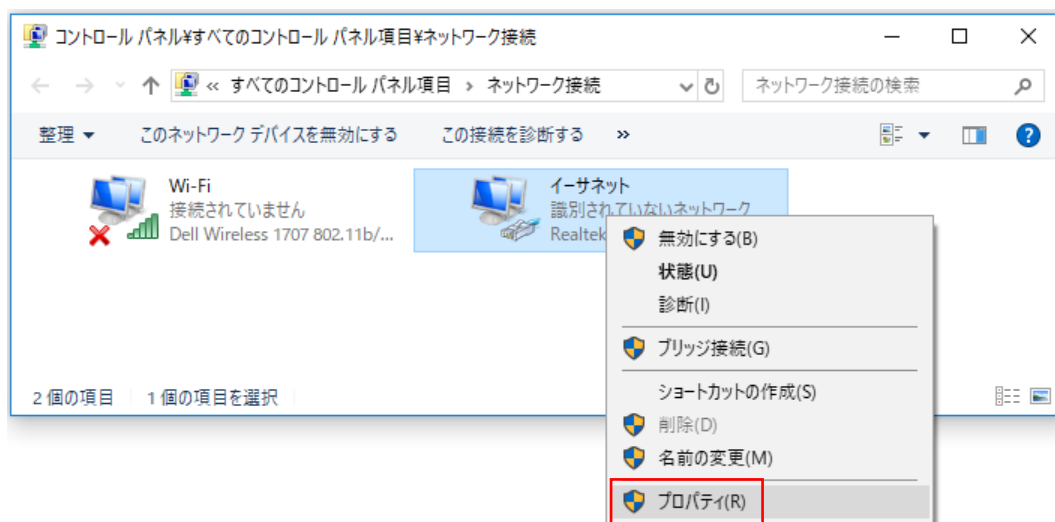 コントロール パネル¥すべてのコントロール パネル項目¥ネットワーク接続
« すべてのコントロール パネル項目 › ネットワーク接続
ネットワーク接続の検索
整理 このネットワーク デバイスを無効にする この接続を診断する »
Wi-Fi
接続されていません
Dell Wireless 1707 802.11b/...
イーサネット
識別されていないネットワーク
Realtek
無効にする(B)
状態(U)
診断(I)
ブリッジ接続(G)
ショートカットの作成(S)
削除(D)
名前の変更(M)
プロパティ(R)
2 個の項目 1 個の項目を選択